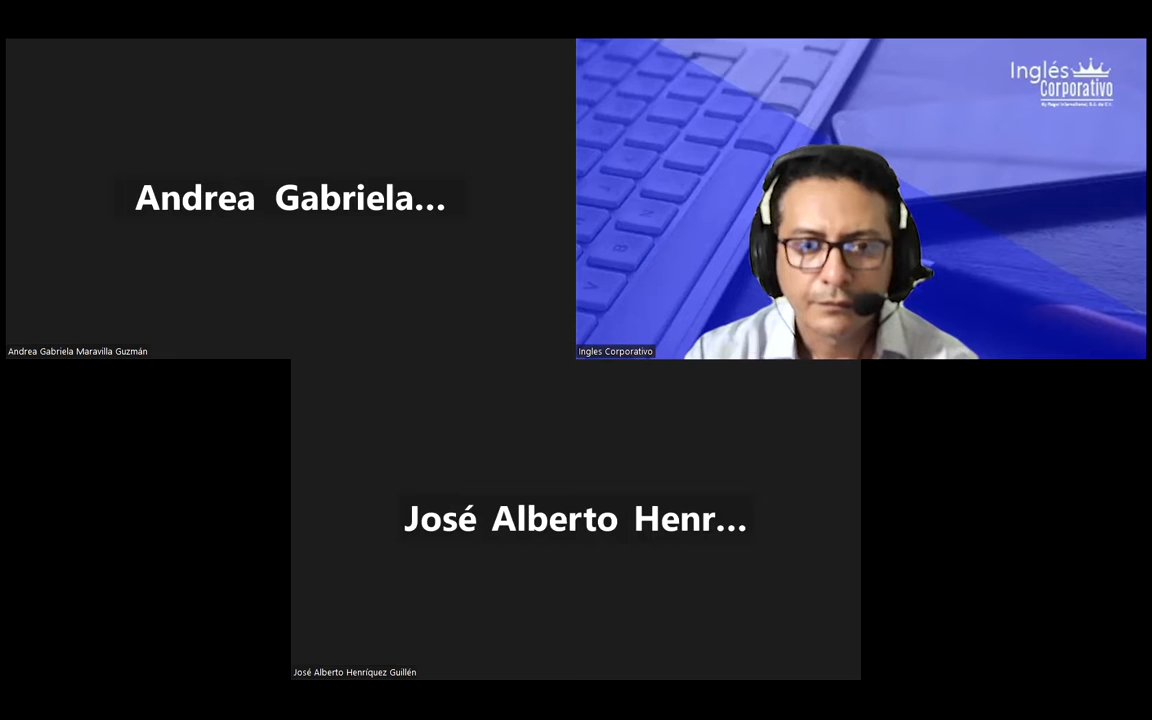 Andrea Gabriela...
Andrea Gabriela Maravilla Guzmán
Inglés
Corporativo
Ingles Corporativo
José Alberto Henr...
José Alberto Henríquez Guillén